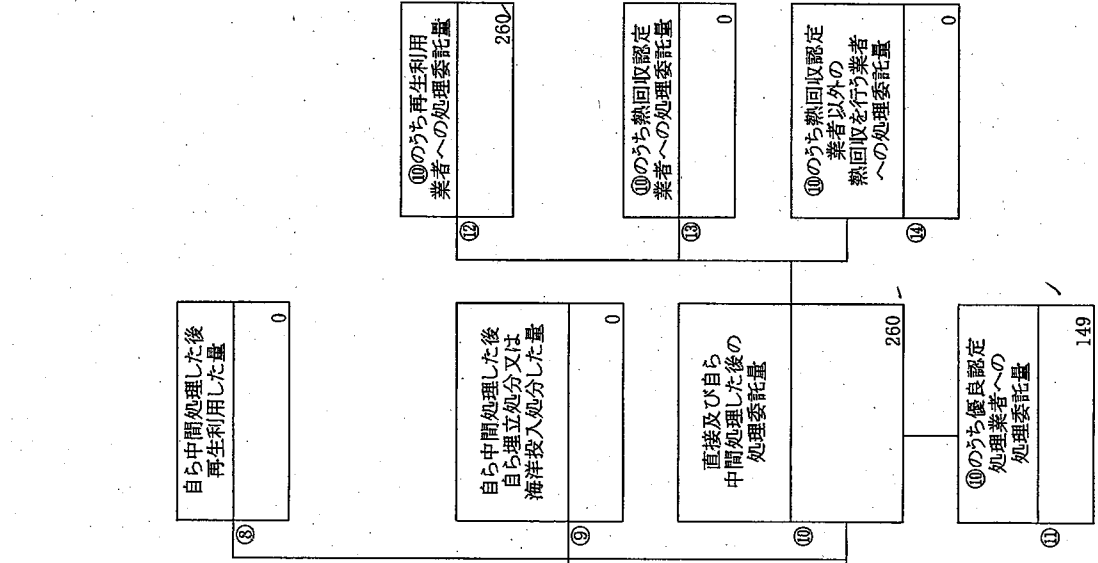 ⑧
自ら中間処理した後
再生利用した量
0
⑨
自ら中間処理した後
自ら埋立処分又は
海洋投入処分した量
0
⑩
直接及び自ら
中間処理した後の
処理委託量
260
⑪
⑩のうち優良認定
処理業者への
処理委託量
149
⑫
⑩のうち再生利用
業者への処理委託量
260
⑬
⑩のうち熱回収認定
業者への処理委託量
0
⑭
⑩のうち熱回収認定
業者以外の
熱回収を行う業者
への処理委託量
0